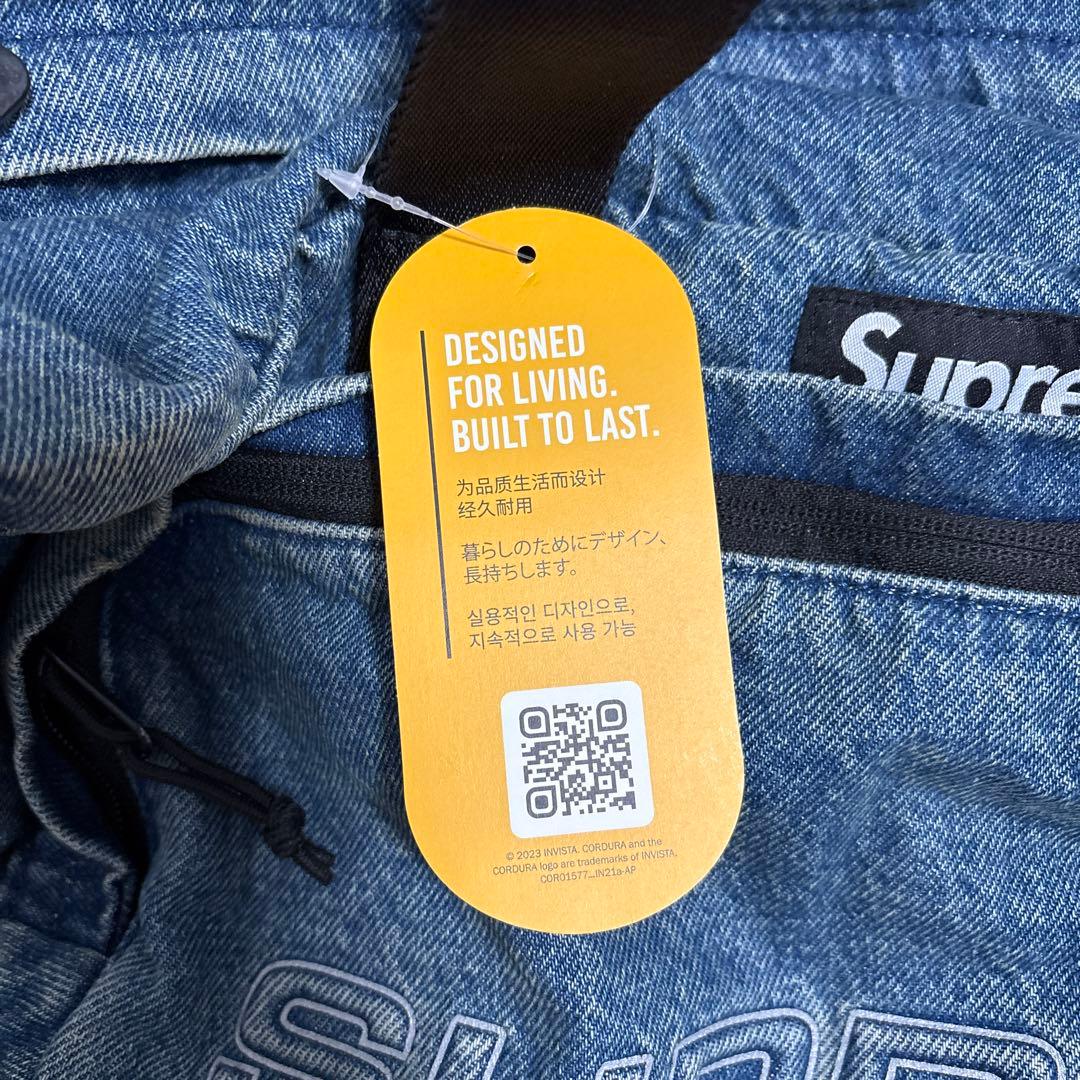 DESIGNED
FOR LIVING.
BUILT TO LAST.
为品质生活而设计
经久耐用
暮らしのためにデザイン、
長持ちします。
실용적인 디자인으로,
지속적으로 사용 가능
© 2023 INVISTA. CORDURA and the
CORDURA logo are trademarks of INVISTA.
COR01577_IN21a-AP
Supre
SUPR